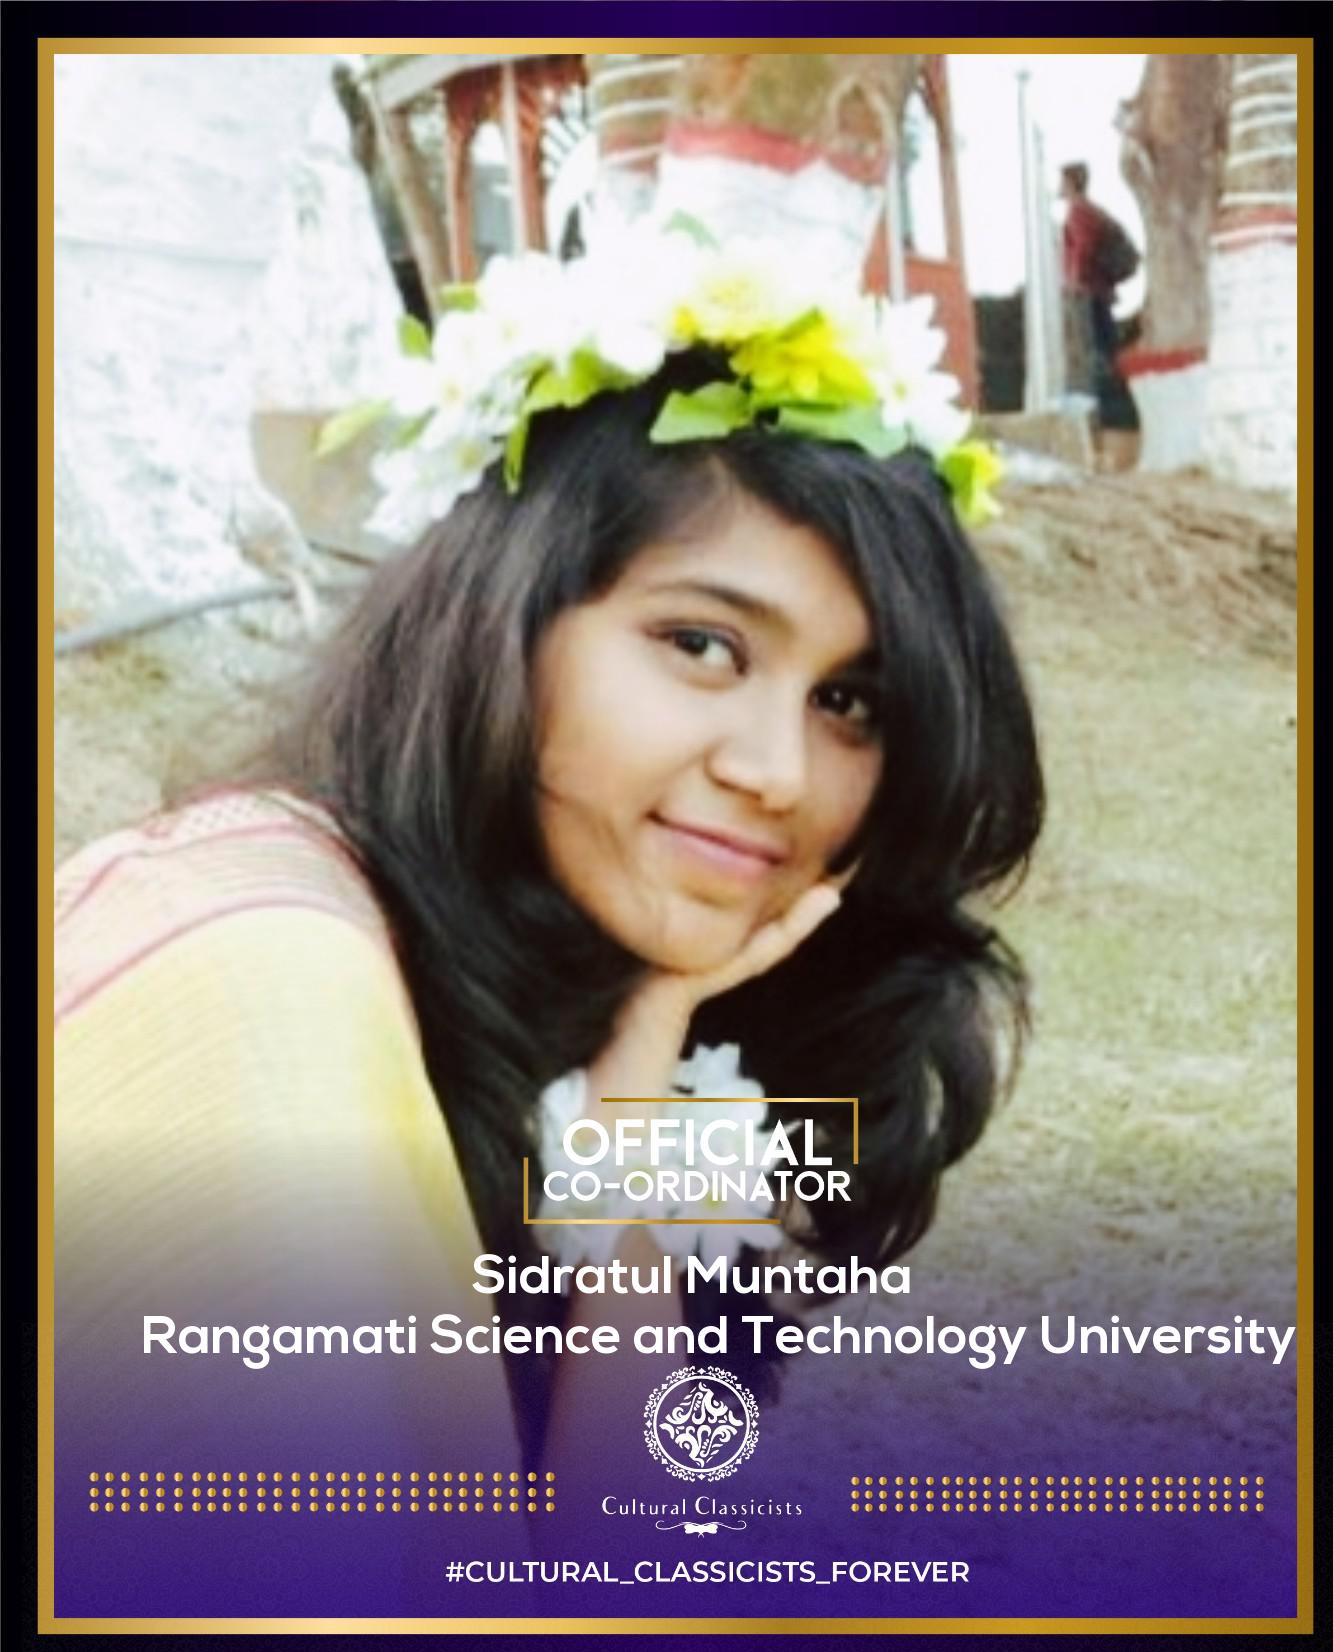 OFFICIAL
CO-ORDINATOR
Sidratul Muntaha
Rangamati Science and Technology University
Cultural Classicists
#CULTURAL_CLASSICISTS_FOREVER